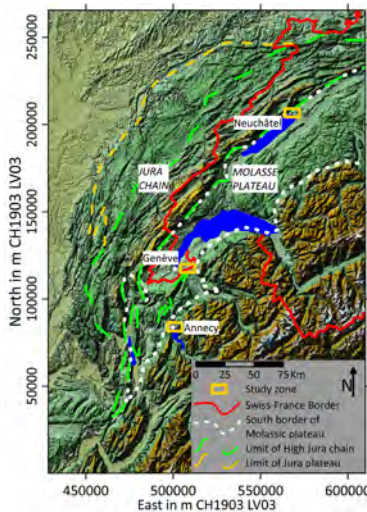 250000
200000
150000
100000
50000
North in m CH1903 LV03
Neuchâtel
JURA
CHAIN
MOLASSE
PLATEAU
Genève
Annecy
0 25 50 75
Km
N
Study zone
Swiss-France Border
South border of
Molassic plateau
Limit of High Jura chain
Limit of Jura plateau
450000 500000 550000 600000
East in m CH1903 LV03